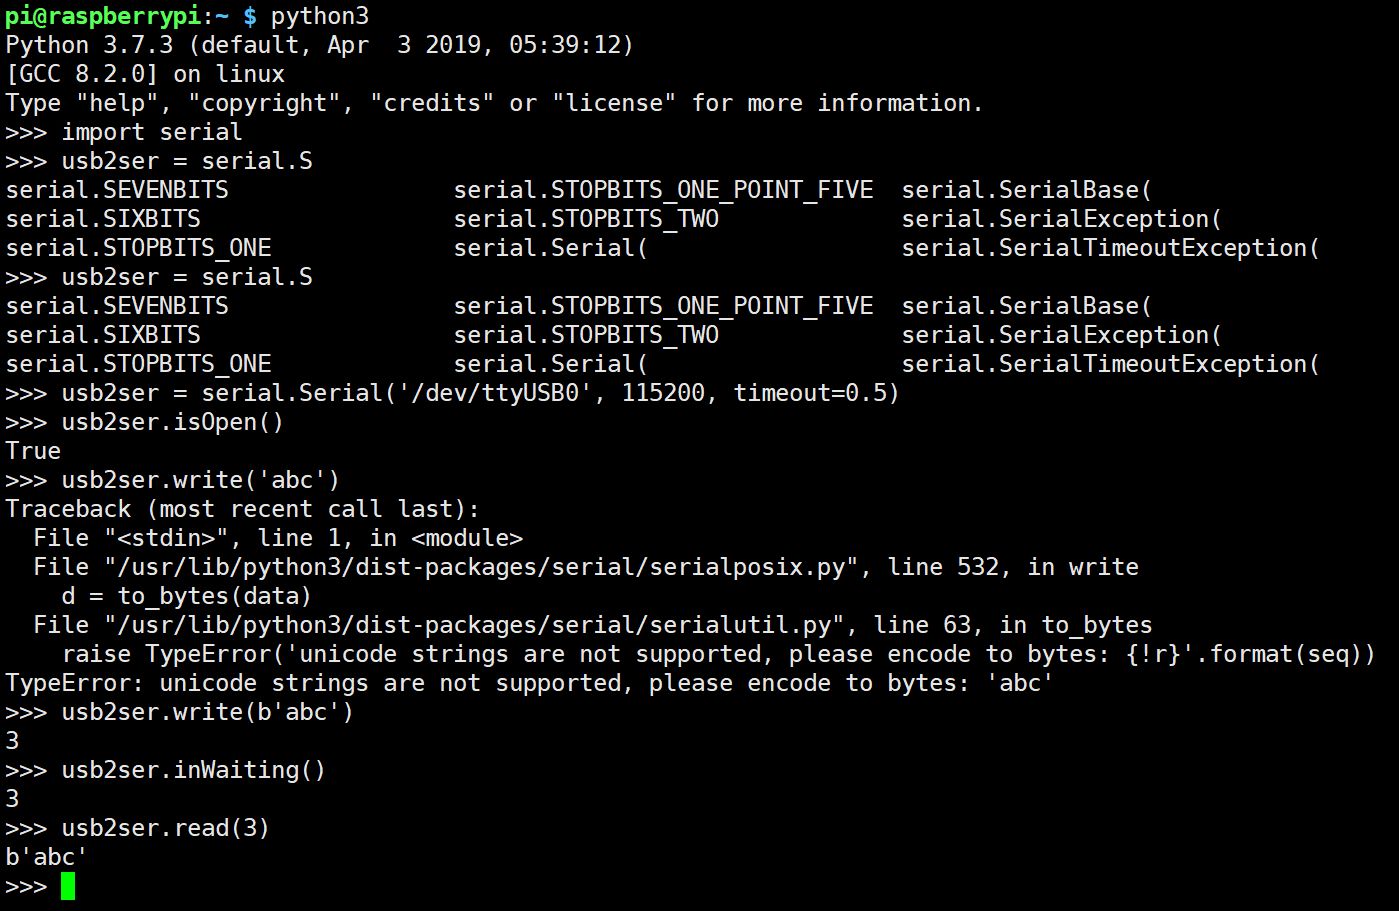 pi@raspberrypi:~ $ python3
Python 3.7.3 (default, Apr  3 2019, 05:39:12)
[GCC 8.2.0] on linux
Type "help", "copyright", "credits" or "license" for more information.
>>> import serial
>>> usb2ser = serial.S
serial.SEVENBITS                serial.STOPBITS_ONE_POINT_FIVE  serial.SerialBase(
serial.SIXBITS                  serial.STOPBITS_TWO             serial.SerialException(
serial.STOPBITS_ONE             serial.Serial(                  serial.SerialTimeoutException(
>>> usb2ser = serial.S
serial.SEVENBITS                serial.STOPBITS_ONE_POINT_FIVE  serial.SerialBase(
serial.SIXBITS                  serial.STOPBITS_TWO             serial.SerialException(
serial.STOPBITS_ONE             serial.Serial(                  serial.SerialTimeoutException(
>>> usb2ser = serial.Serial('/dev/ttyUSB0', 115200, timeout=0.5)
>>> usb2ser.isOpen()
True
>>> usb2ser.write('abc')
Traceback (most recent call last):
  File "<stdin>", line 1, in <module>
  File "/usr/lib/python3/dist-packages/serial/serialposix.py", line 532, in write
    d = to_bytes(data)
  File "/usr/lib/python3/dist-packages/serial/serialutil.py", line 63, in to_bytes
    raise TypeError('unicode strings are not supported, please encode to bytes: {!r}'.format(seq))
TypeError: unicode strings are not supported, please encode to bytes: 'abc'
>>> usb2ser.write(b'abc')
3
>>> usb2ser.inWaiting()
3
>>> usb2ser.read(3)
b'abc'
>>>